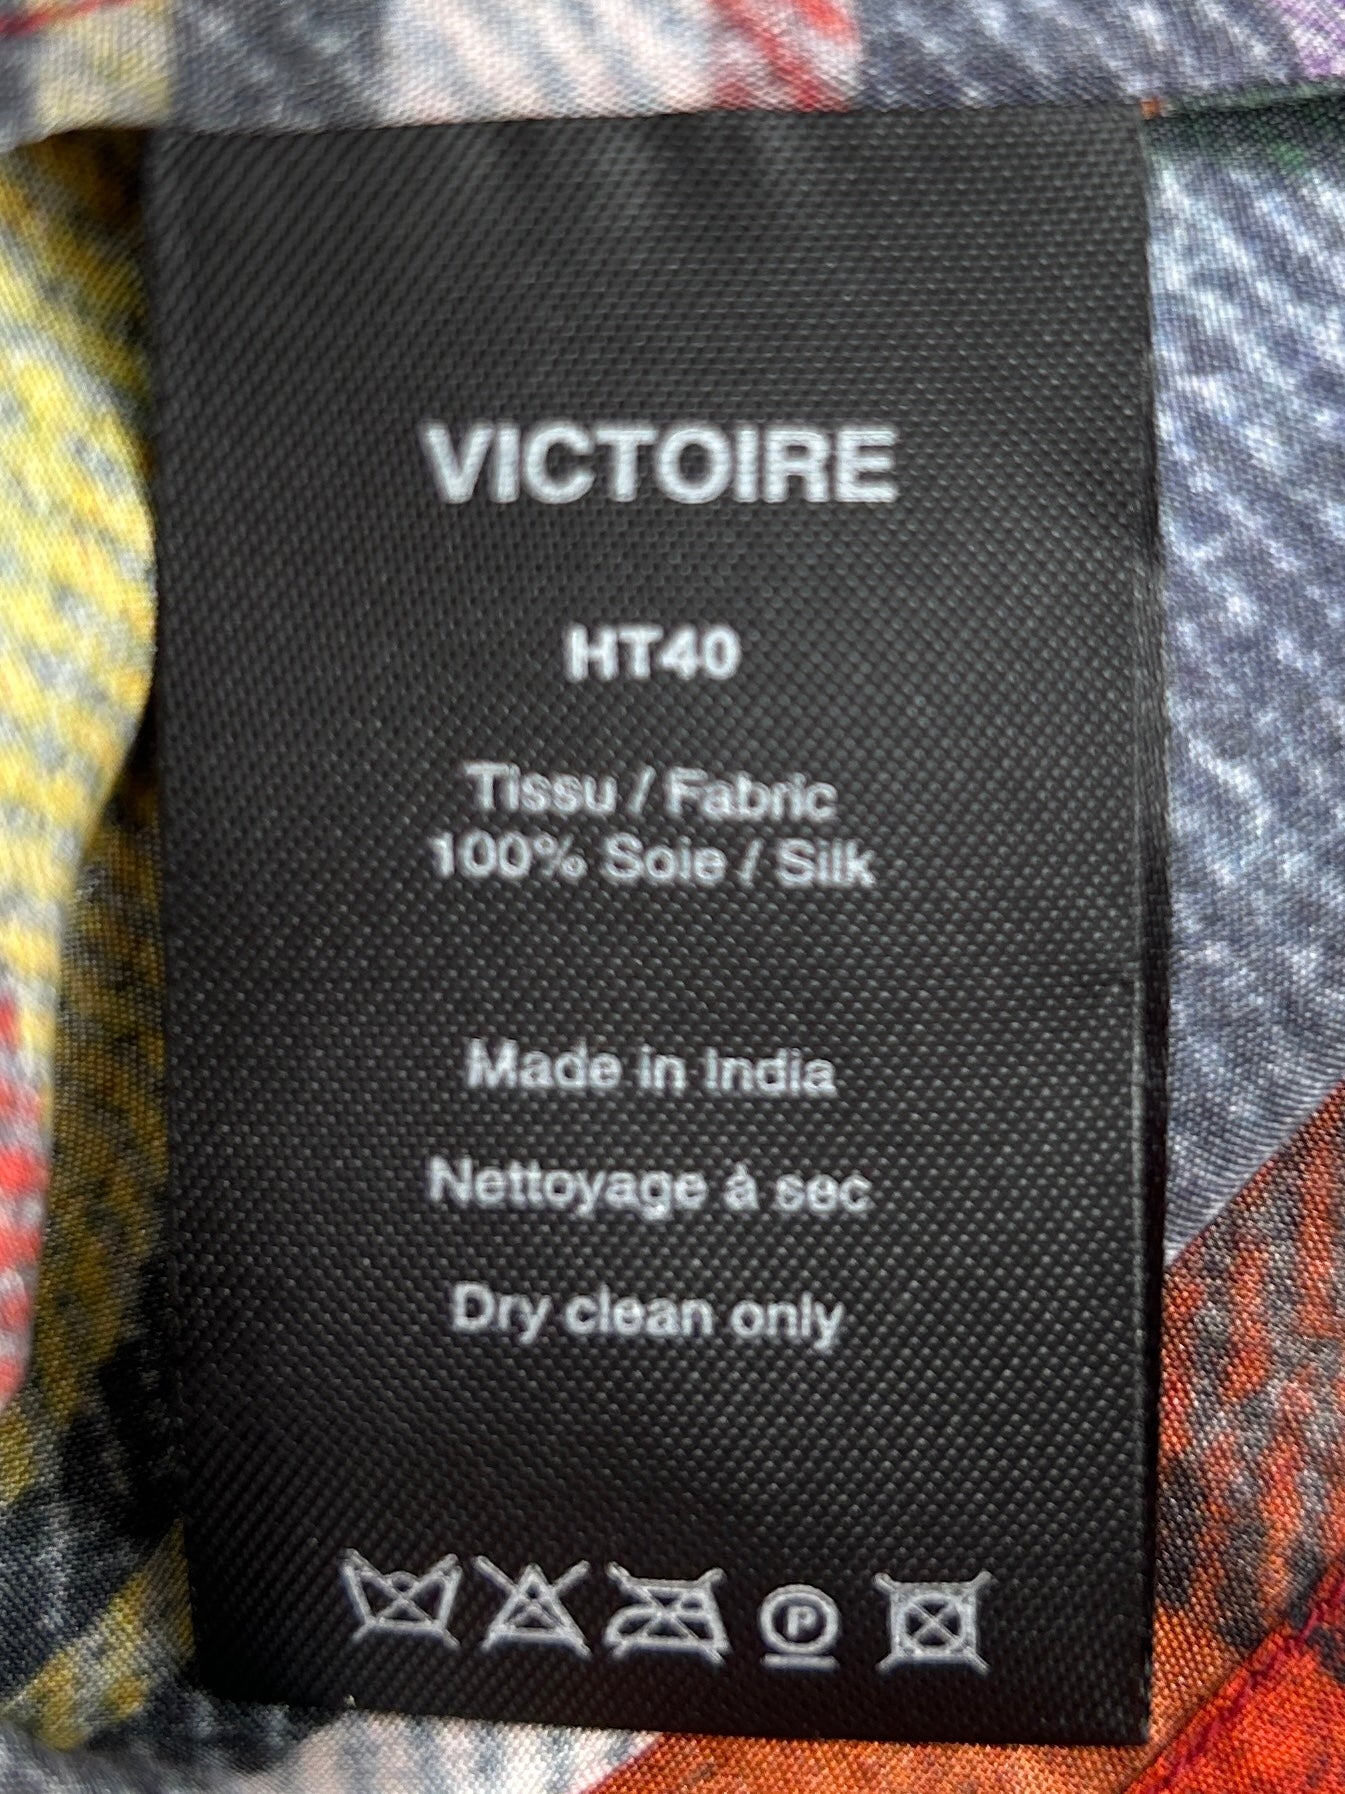 VICTOIRE
HT40
Tissu / Fabric
100% Soie / Silk
Made in India
Nettoyage à sec
Dry clean only
P